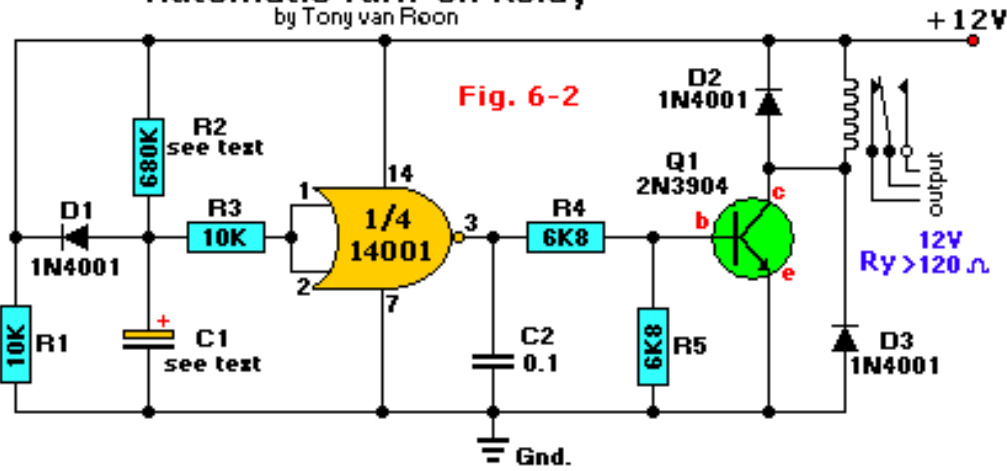 by Tony van Roon
+12V
Fig. 6-2
D2
1N4001
R2
680K
see text
14
Q1
2N3904
output
c
b
e
12V
Ry >120
D1
1N4001
R3
10K
1
2
1/4
14001
3
7
R4
6K8
10K
R1
+
C1
see text
C2
0.1
6K8
R5
D3
1N4001
Gnd.